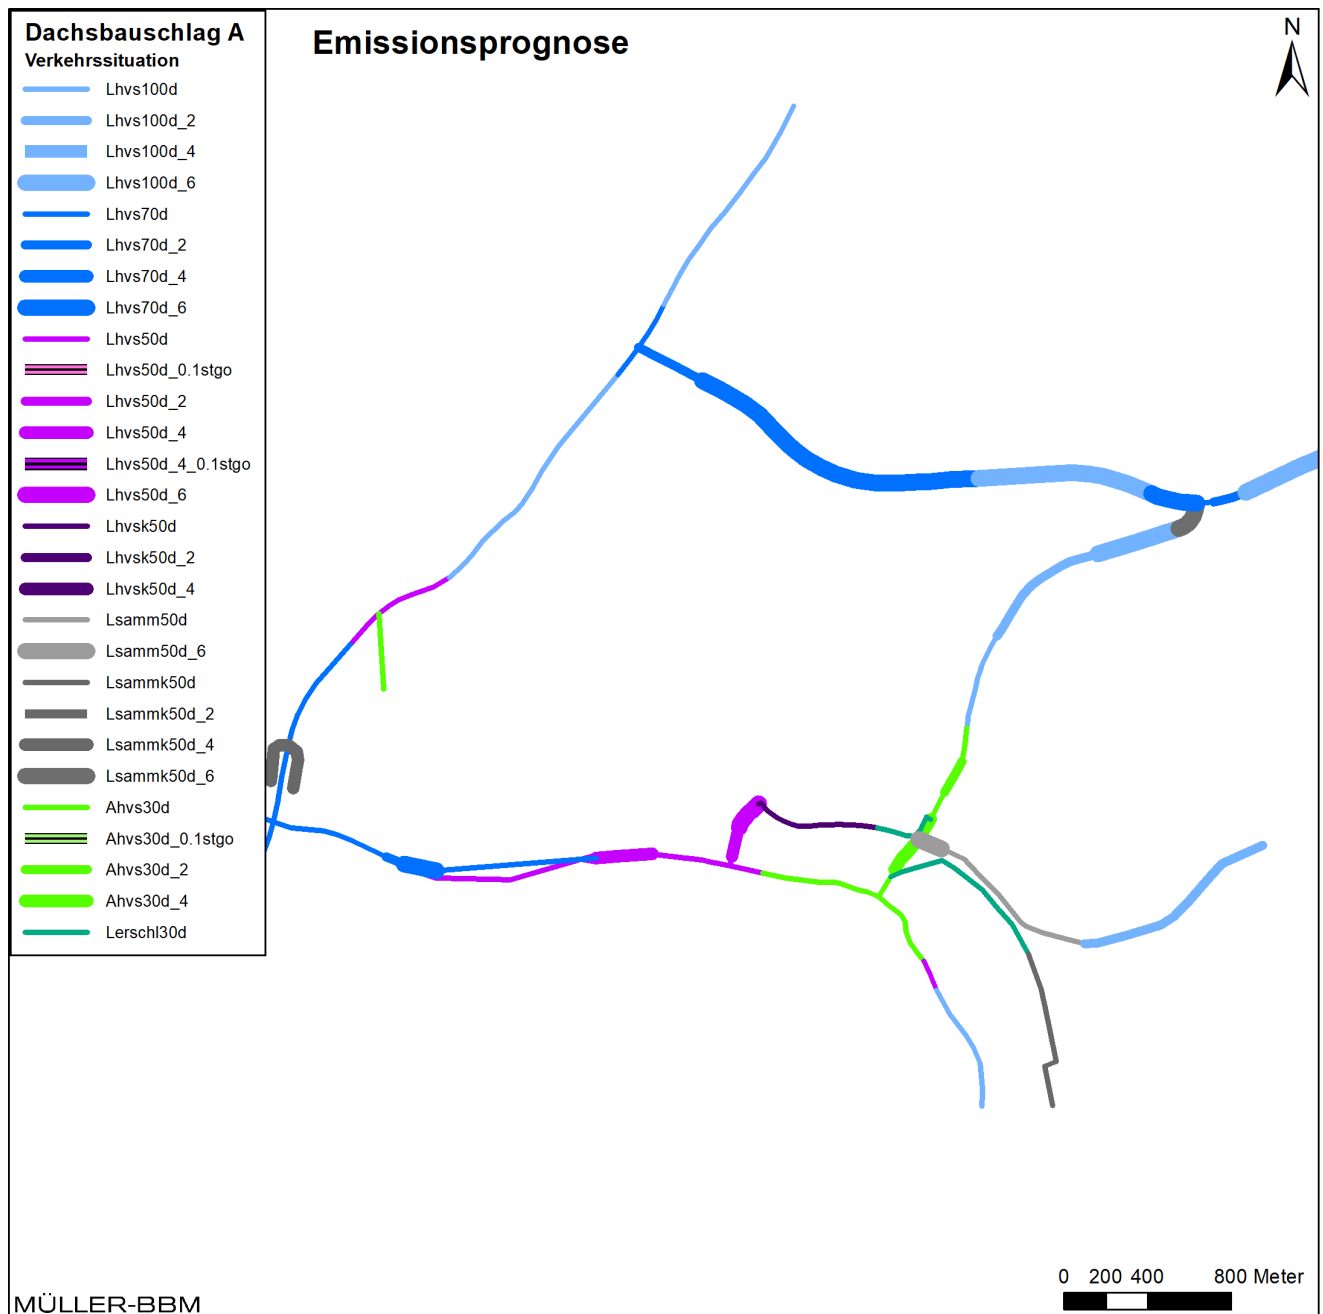 Dachsbauschlag A
Verkehrssituation
Lhvs100d
Lhvs100d_2
Lhvs100d_4
Lhvs100d_6
Lhvs70d
Lhvs70d_2
Lhvs70d_4
Lhvs70d_6
Lhvs50d
Lhvs50d_0.1stgo
Lhvs50d_2
Lhvs50d_4
Lhvs50d_4_0.1stgo
Lhvs50d_6
Lhvsk50d
Lhvsk50d_2
Lhvsk50d_4
Lsamm50d
Lsamm50d_6
Lsammk50d
Lsammk50d_2
Lsammk50d_4
Lsammk50d_6
Ahvs30d
Ahvs30d_0.1stgo
Ahvs30d_2
Ahvs30d_4
Lerschl30d
Emissionsprognose
N
0 200 400 800 Meter
MÜLLER-BBM